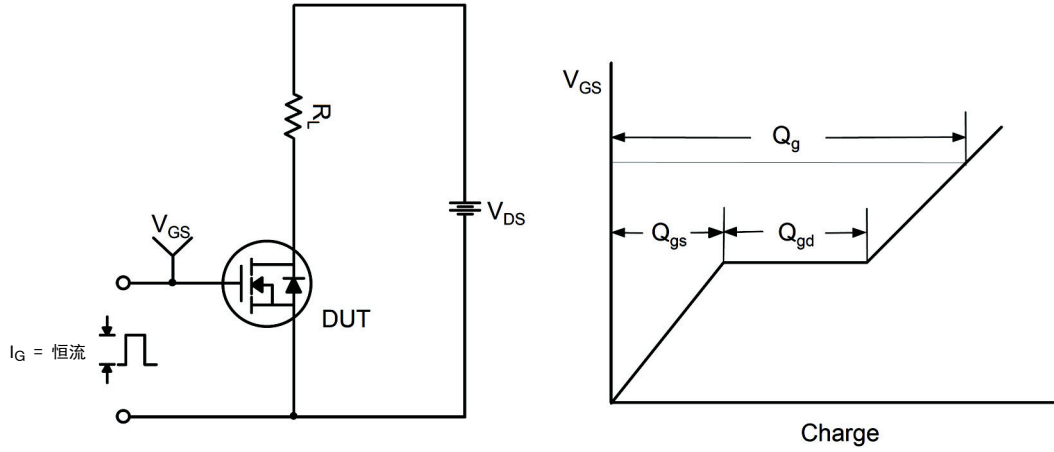 R_L
V_GS
V_DS
DUT
I_G = 恒流
V_GS
Q_g
Q_gs
Q_gd
Charge